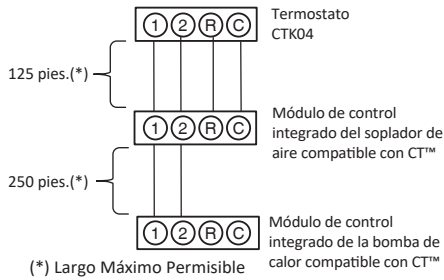 1 2 R C
Termostato
CTK04
125 pies.(*)
1 2 R C
Módulo de control
integrado del soplador de
aire compatible con CT™
250 pies.(*)
1 2 R C
Módulo de control
integrado de la bomba de
calor compatible con CT™
(*) Largo Máximo Permisible